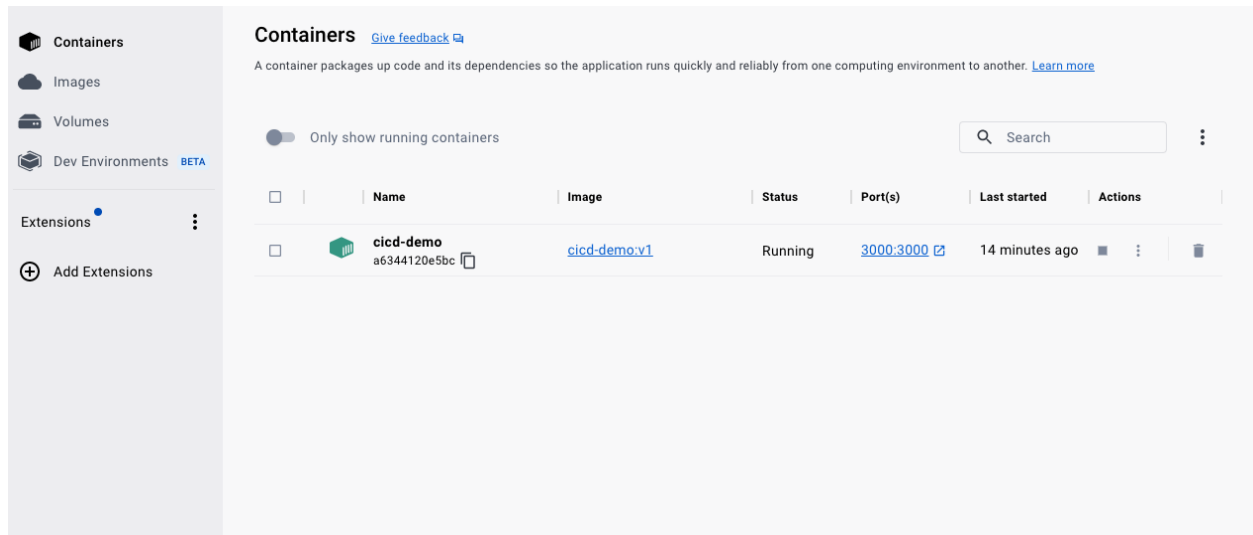 Containers
Images
Volumes
Dev Environments BETA
Extensions
Add Extensions
Containers Give feedback
A container packages up code and its dependencies so the application runs quickly and reliably from one computing environment to another. Learn more
Only show running containers
Search
Name Image Status Port(s) Last started Actions
cicd-demo
a6344120e5bc
cicd-demo:v1 Running 3000:3000 14 minutes ago